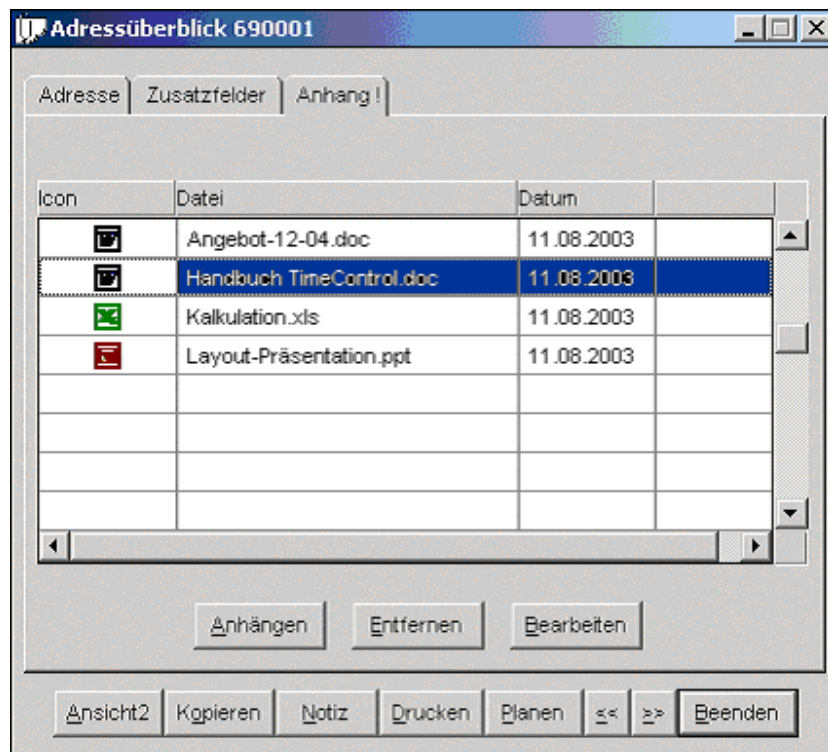 Adressüberblick 690001
Adresse Zusatzfelder Anhang !
Icon Datei Datum
Angebot-12-04.doc 11.08.2003
Handbuch TimeControl.doc 11.08.2003
Kalkulation.xls 11.08.2003
Layout-Präsentation.ppt 11.08.2003
Anhängen Entfernen Bearbeiten
Ansicht2 Kopieren Notiz Drucken Planen << >> Beenden